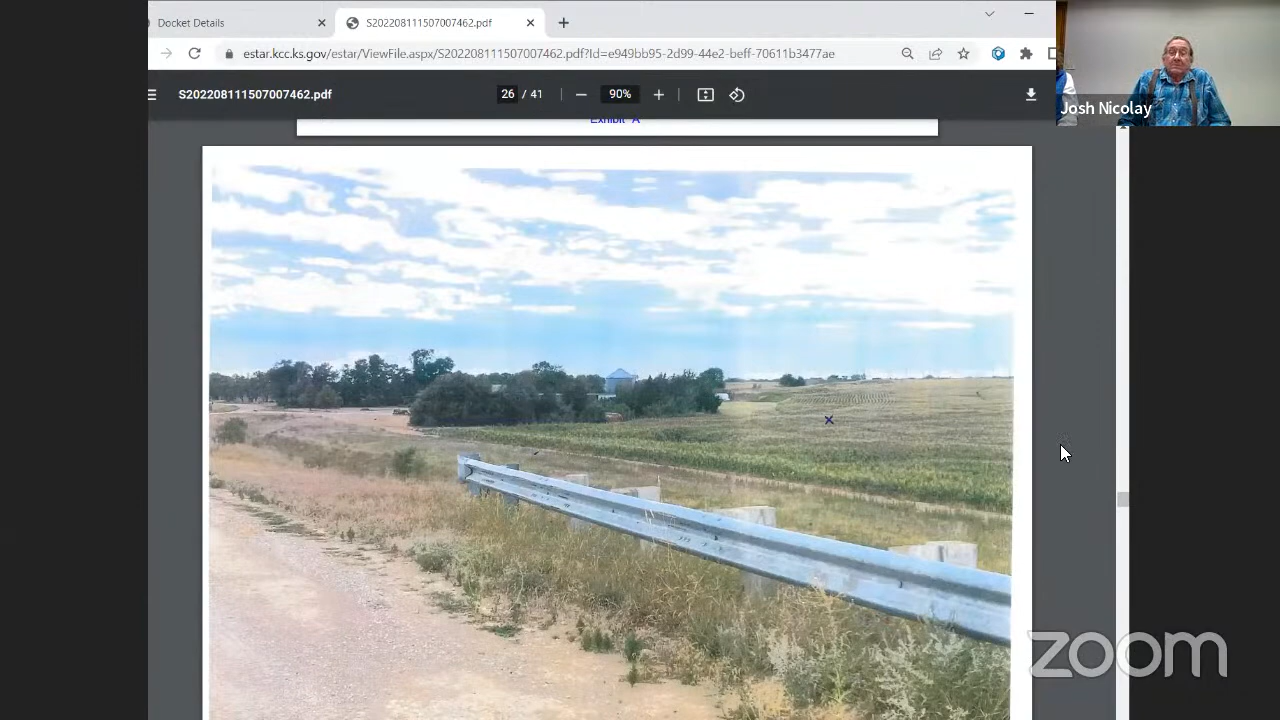 Docket Details
S202208111507007462.pdf
estar.kcc.ks.gov/estar/ViewFile.aspx/S202208111507007462.pdf?Id=e949bb95-2d99-44e2-beff-70611b3477ae
S202208111507007462.pdf
26 / 41
90%
Josh Nicolay
Exhibit "A"
zoom